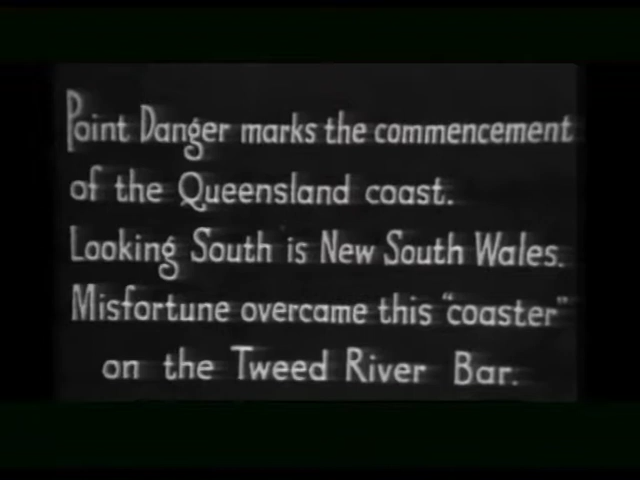 Point Danger marks the commencement
of the Queensland coast.
Looking South is New South Wales.
Misfortune overcame this "coaster"
on the Tweed River Bar.